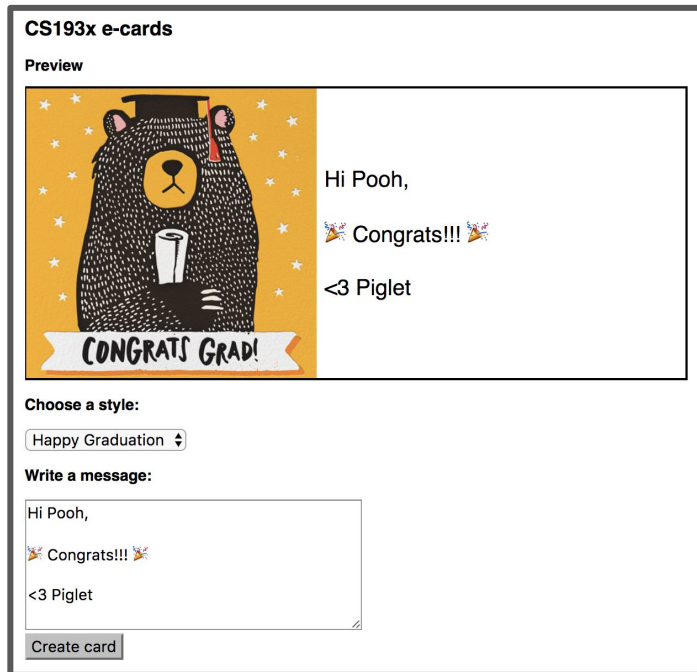 CS193x e-cards
Preview
CONGRATS GRAD!
Hi Pooh,
🎉 Congrats!!! 🎉
<3 Piglet
Choose a style:
Happy Graduation
Write a message:
Hi Pooh,
🎉 Congrats!!! 🎉
<3 Piglet
Create card